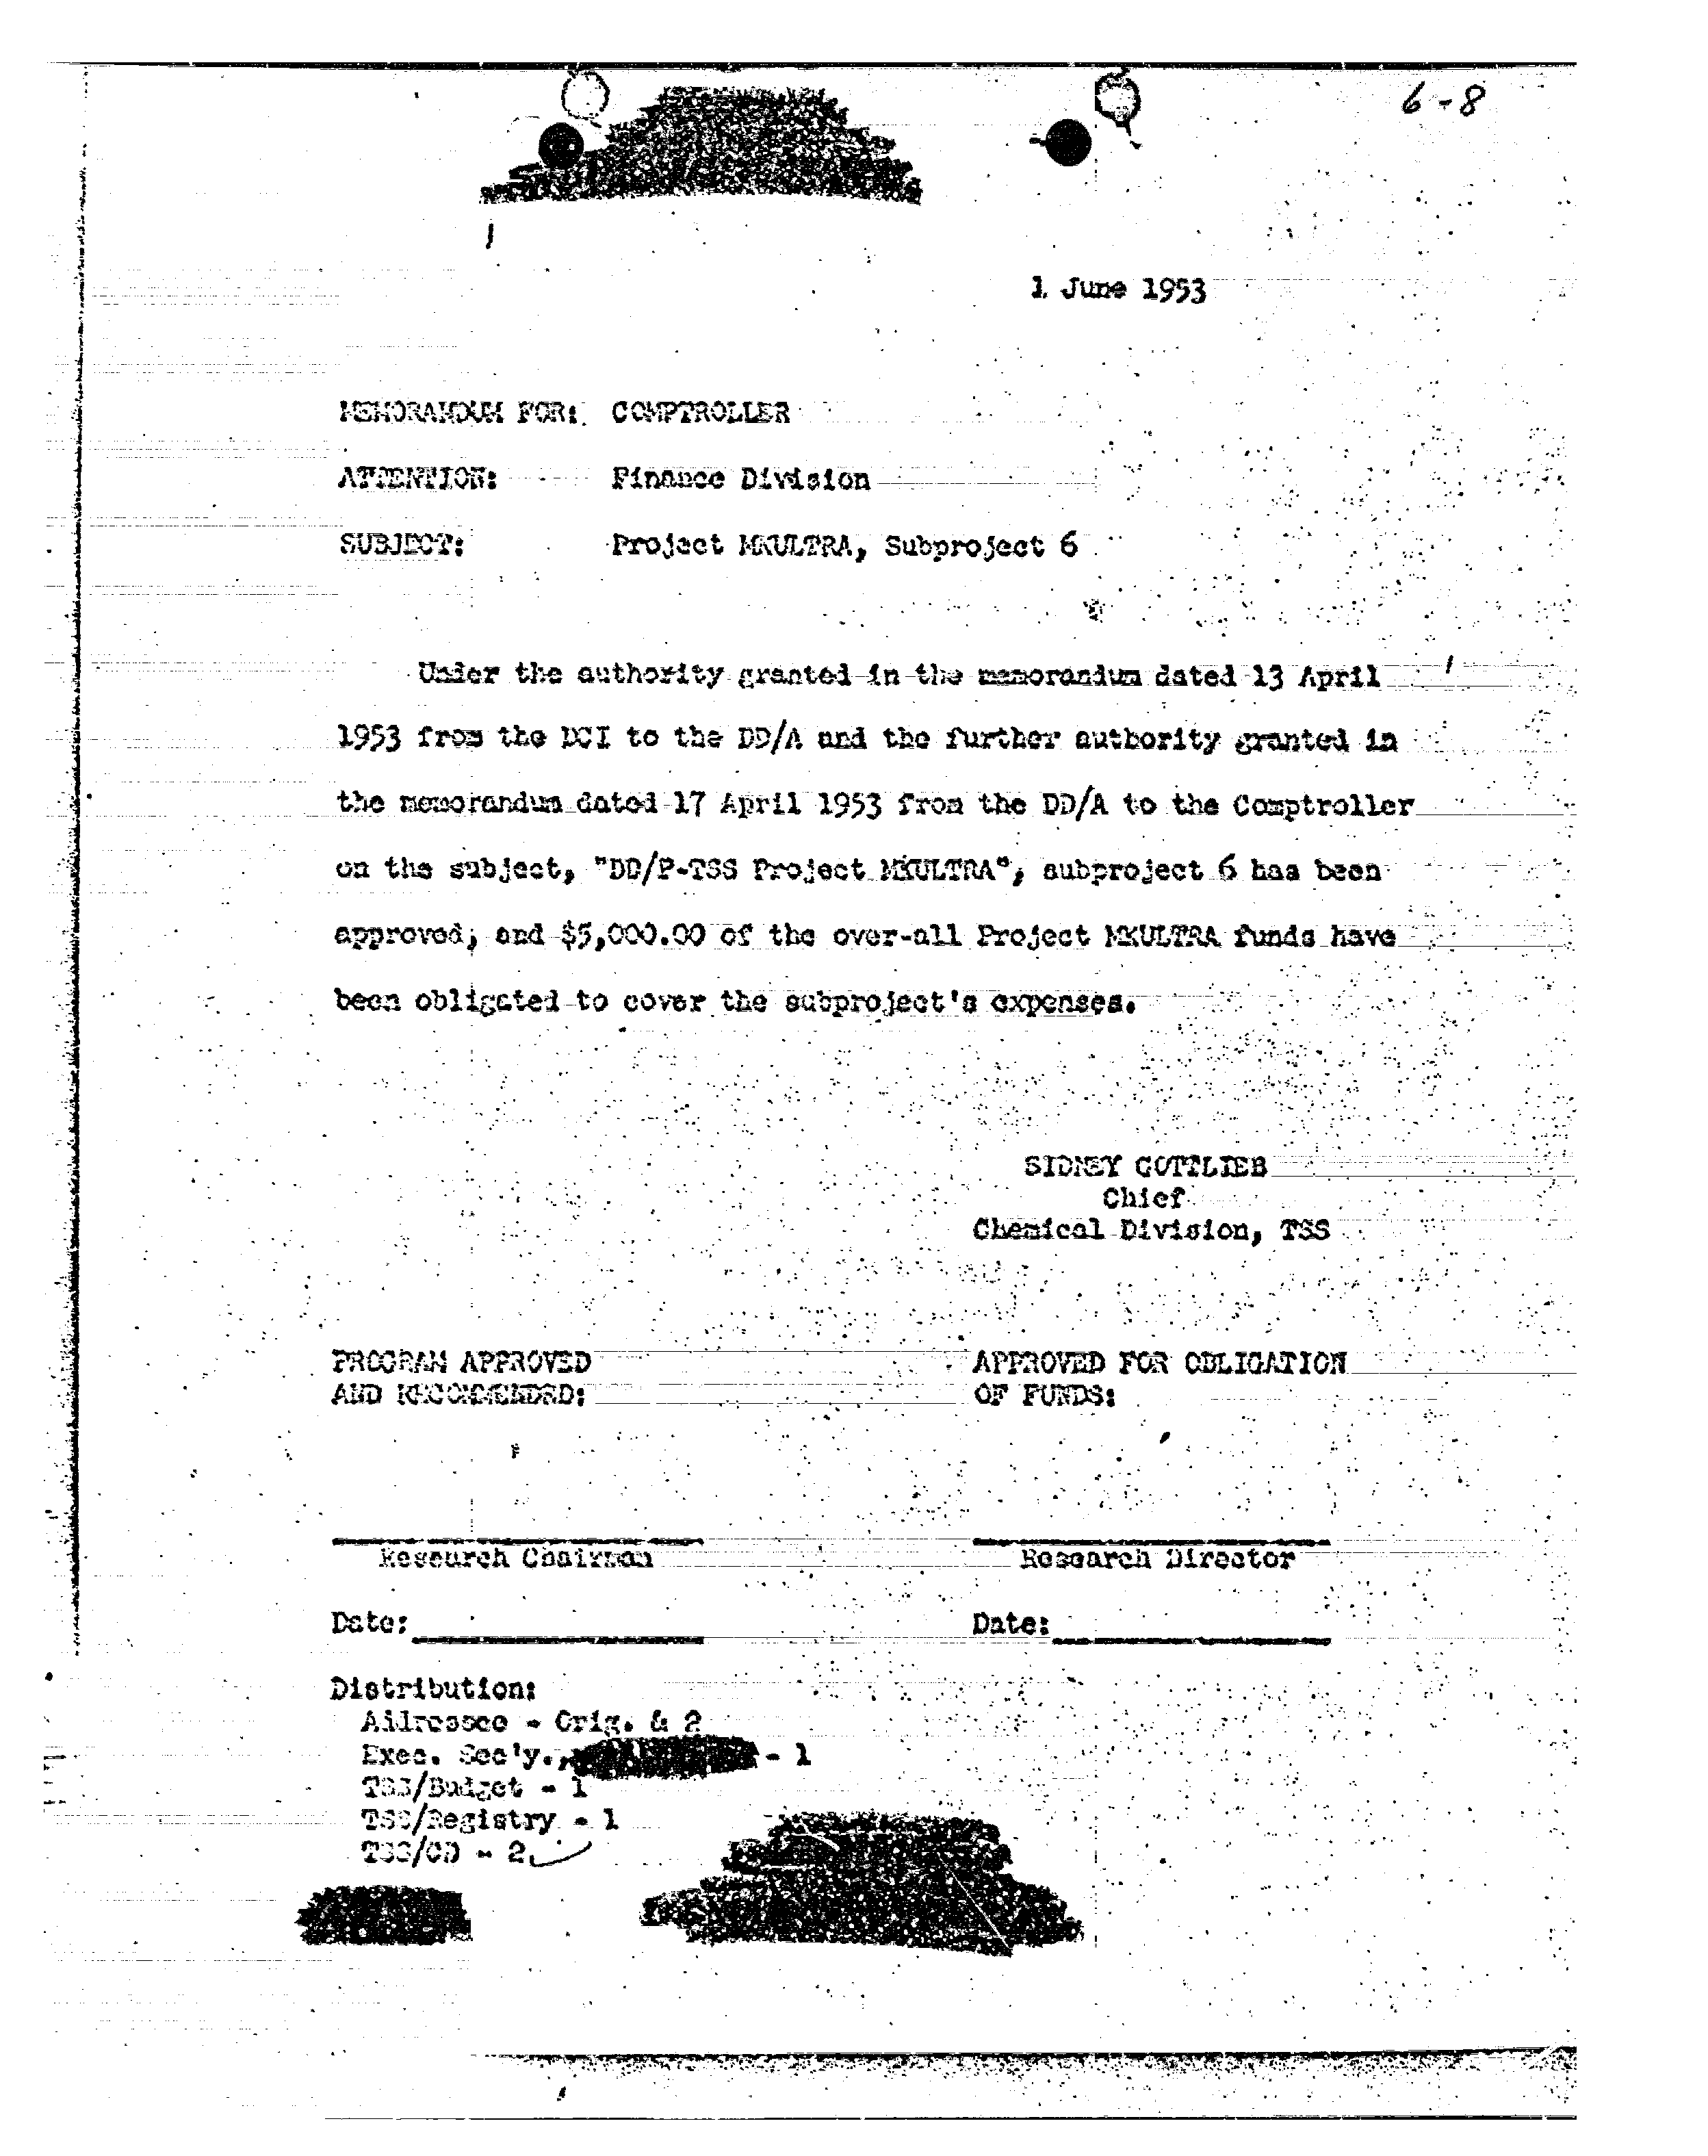 6-8
1 June 1953
MEMORANDUM FOR: COMPTROLLER
ATTENTION: Finance Division
SUBJECT: Project MKULTRA, Subproject 6
Under the authority granted in the memorandum dated 13 April
1953 from the DCI to the DD/A and the further authority granted in
the memorandum dated 17 April 1953 from the DD/A to the Comptroller
on the subject, "DD/P-TSS Project MKULTRA", subproject 6 has been
approved, and $5,000.00 of the over-all Project MKULTRA funds have
been obligated to cover the subproject's expenses.
SIDNEY GOTTLIEB
Chief
Chemical Division, TSS
PROGRAM APPROVED
AND RECOMMENDED:
APPROVED FOR OBLIGATION
OF FUNDS:
Research Chairman
Research Director
Date:
Date:
Distribution:
Addressee - Orig. & 2
Exec. Sec'y., - 1
TSS/Budget - 1
TSS/Registry - 1
TSS/CD - 2